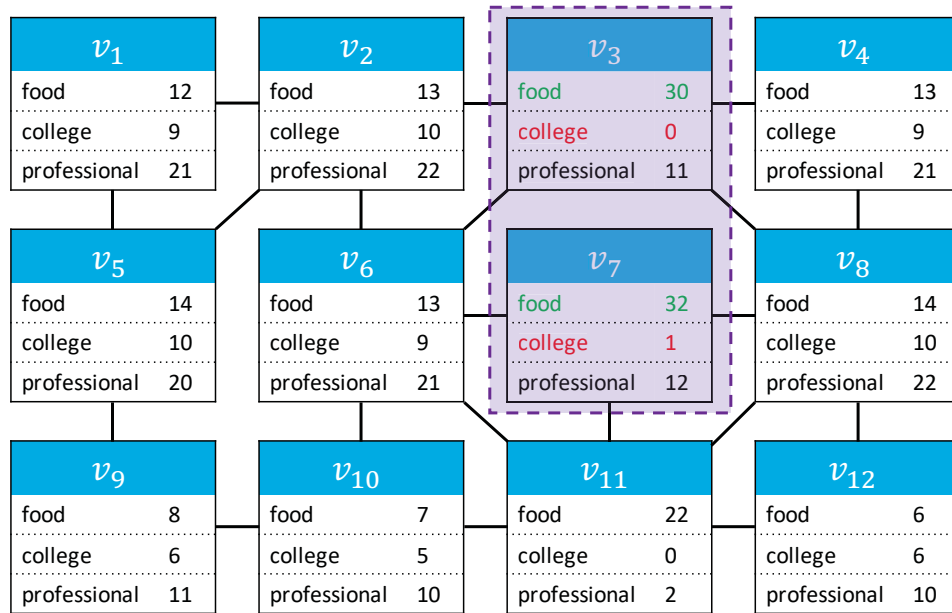 v₁
food 12
college 9
professional 21
v₂
food 13
college 10
professional 22
v₃
food 30
college 0
professional 11
v₄
food 13
college 9
professional 21
v₅
food 14
college 10
professional 20
v₆
food 13
college 9
professional 21
v₇
food 32
college 1
professional 12
v₈
food 14
college 10
professional 22
v₉
food 8
college 6
professional 11
v₁₀
food 7
college 5
professional 10
v₁₁
food 22
college 0
professional 2
v₁₂
food 6
college 6
professional 10